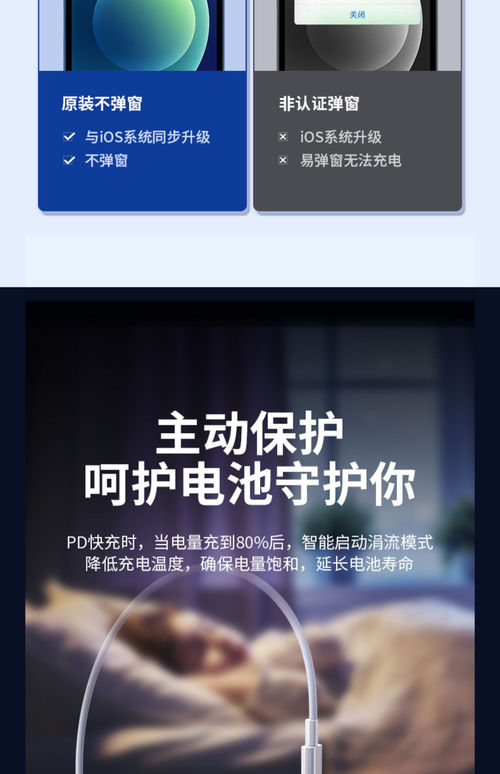 关闭
原装不弹窗
与iOS系统同步升级
不弹窗
非认证弹窗
iOS系统升级
易弹窗无法充电
主动保护
呵护电池守护你
PD快充时，当电量充到80%后，智能启动涓流模式
降低充电温度，确保电量饱和，延长电池寿命